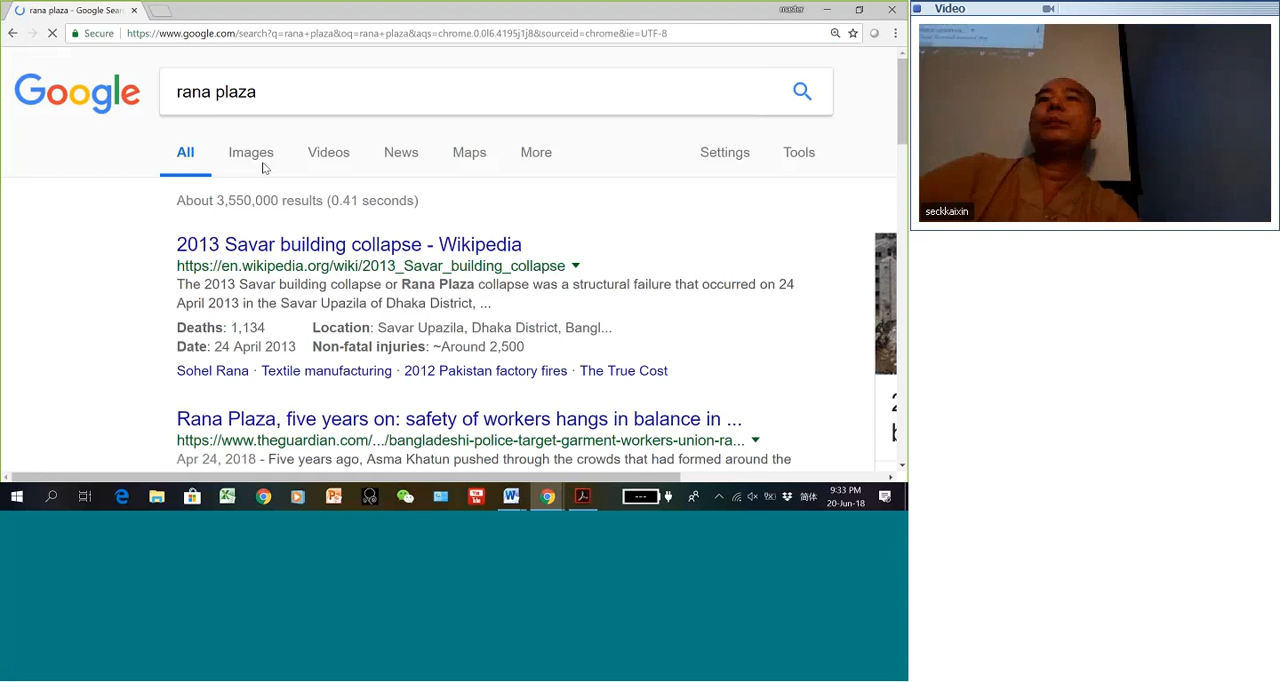 rana plaza - Google Sear
master
Secure
https://www.google.com/search?q=rana+plaza&oq=rana+plaza&aqs=chrome.0.0l6.4195j1j8&sourceid=chrome&ie=UTF-8
Google
rana plaza
All Images Videos News Maps More Settings Tools
About 3,550,000 results (0.41 seconds)
2013 Savar building collapse - Wikipedia
https://en.wikipedia.org/wiki/2013_Savar_building_collapse
The 2013 Savar building collapse or Rana Plaza collapse was a structural failure that occurred on 24
April 2013 in the Savar Upazila of Dhaka District, ...
Deaths: 1,134 Location: Savar Upazila, Dhaka District, Bangl...
Date: 24 April 2013 Non-fatal injuries: ~Around 2,500
Sohel Rana · Textile manufacturing · 2012 Pakistan factory fires · The True Cost
Rana Plaza, five years on: safety of workers hangs in balance in ...
https://www.theguardian.com/.../bangladeshi-police-target-garment-workers-union-ra...
Apr 24, 2018 - Five years ago, Asma Khatun pushed through the crowds that had formed around the
简体
9:33 PM
20-Jun-18
Video
seckkaixin